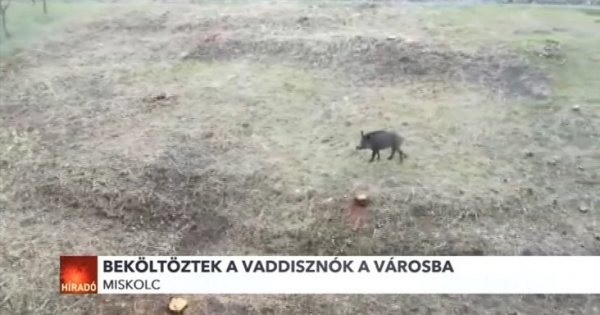 BEKÖLTÖZTEK A VADDISZNÓK A VÁROSBA
HÍRADÓ
MISKOLC